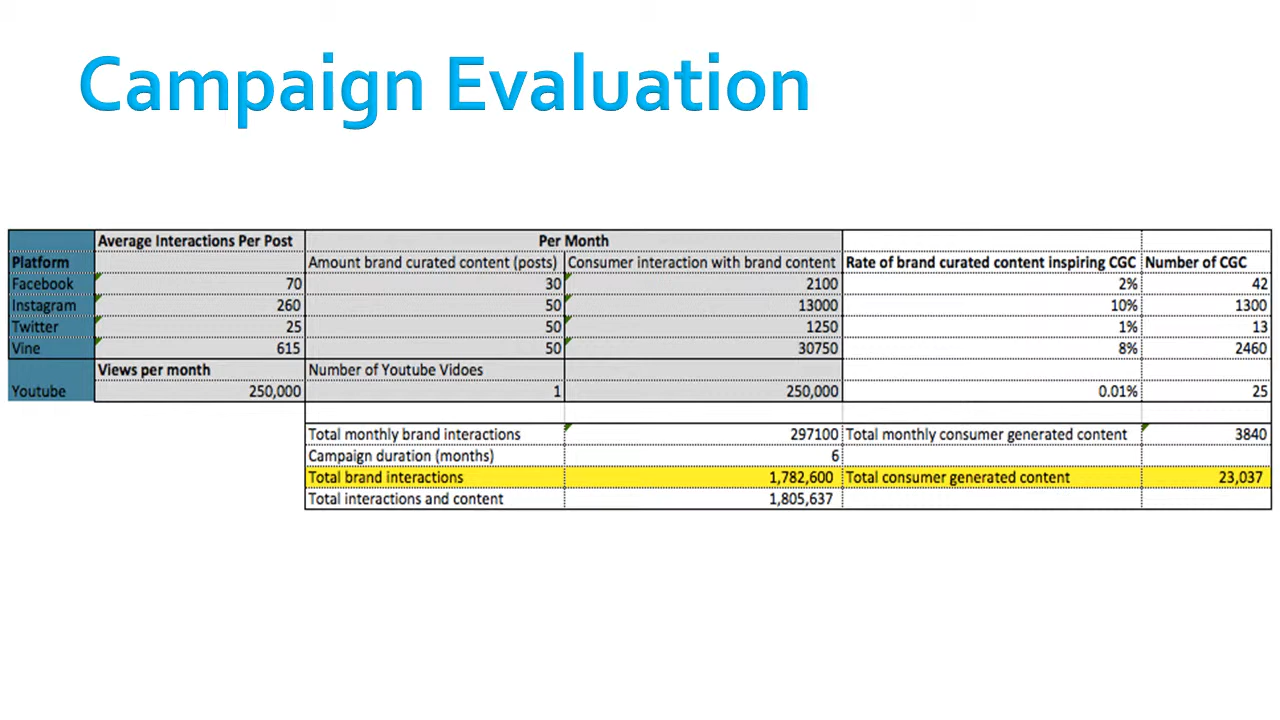 Campaign Evaluation
Average Interactions Per Post Per Month
Platform Amount brand curated content (posts) Consumer interaction with brand content Rate of brand curated content inspiring CGC Number of CGC
Facebook 70 30 2100 2% 42
Instagram 260 50 13000 10% 1300
Twitter 25 50 1250 1% 13
Vine 615 50 30750 8% 2460
Views per month Number of Youtube Vidoes
Youtube 250,000 1 250,000 0.01% 25
Total monthly brand interactions 297100 Total monthly consumer generated content 3840
Campaign duration (months) 6
Total brand interactions 1,782,600 Total consumer generated content 23,037
Total interactions and content 1,805,637